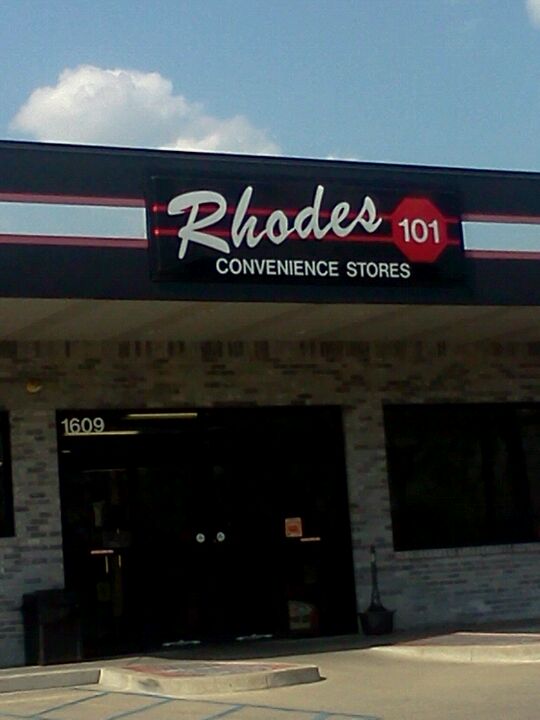 Rhodes 101
CONVENIENCE STORES
1609